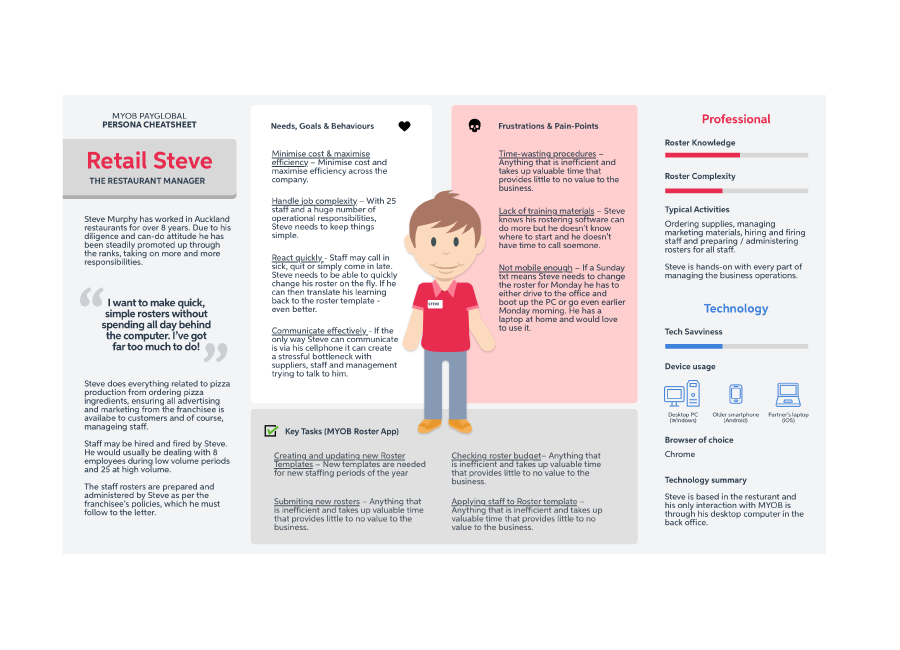 MYOB PAYGLOBAL
PERSONA CHEATSHEET
Retail Steve
THE RESTAURANT MANAGER
Steve Murphy has worked in Auckland
restaurants for over 8 years. Due to his
diligence and can-do attitude he has
been steadily promoted up through
the ranks, taking on more and more
responsibilities.
“ I want to make quick,
simple rosters without
spending all day behind
the computer. I've got
far too much to do! ”
Steve does everything related to pizza
production from ordering pizza
ingredients, ensuring all advertising
and marketing from the franchisee is
availabe to customers and of course,
manageing staff.
Staff may be hired and fired by Steve.
He would usually be dealing with 8
employees during low volume periods
and 25 at high volume.
The staff rosters are prepared and
administered by Steve as per the
franchisee's policies, which he must
follow to the letter.
Needs, Goals & Behaviours
Minimise cost & maximise
efficiency – Minimise cost and
maximise efficiency across the
company.
Handle job complexity – With 25
staff and a huge number of
operational responsibilities,
Steve needs to keep things
simple.
React quickly - Staff may call in
sick, quit or simply come in late.
Steve needs to be able to quickly
change his roster on the fly. If he
can then translate his learning
back to the roster template -
even better.
Communicate effectively - If the
only way Steve can communicate
is via his cellphone it can create
a stressful bottleneck with
suppliers, staff and management
trying to talk to him.
STEVE
Frustrations & Pain-Points
Time-wasting procedures –
Anything that is inefficient and
takes up valuable time that
provides little to no value to the
business.
Lack of training materials – Steve
knows his rostering software can
do more but he doesn't know
where to start and he doesn't
have time to call soemone.
Not mobile enough – If a Sunday
txt means Steve needs to change
the roster for Monday he has to
either drive to the office and
boot up the PC or go even earlier
Monday morning. He has a
laptop at home and would love
to use it.
Key Tasks (MYOB Roster App)
Creating and updating new Roster
Templates – New templates are needed
for new staffing periods of the year
Submiting new rosters – Anything that
is inefficient and takes up valuable time
that provides little to no value to the
business.
Checking roster budget– Anything that
is inefficient and takes up valuable time
that provides little to no value to the
business.
Applying staff to Roster template –
Anything that is inefficient and takes up
valuable time that provides little to no
value to the business.
Professional
Roster Knowledge
Roster Complexity
Typical Activities
Ordering supplies, managing
marketing materials, hiring and firing
staff and preparing / administering
rosters for all staff.
Steve is hands-on with every part of
managing the business operations.
Technology
Tech Savviness
Device usage
Desktop PC
(Windows)
Older smartphone
(Android)
Partner's laptop
(IOS)
Browser of choice
Chrome
Technology summary
Steve is based in the resturant and
his only interaction with MYOB is
through his desktop computer in the
back office.